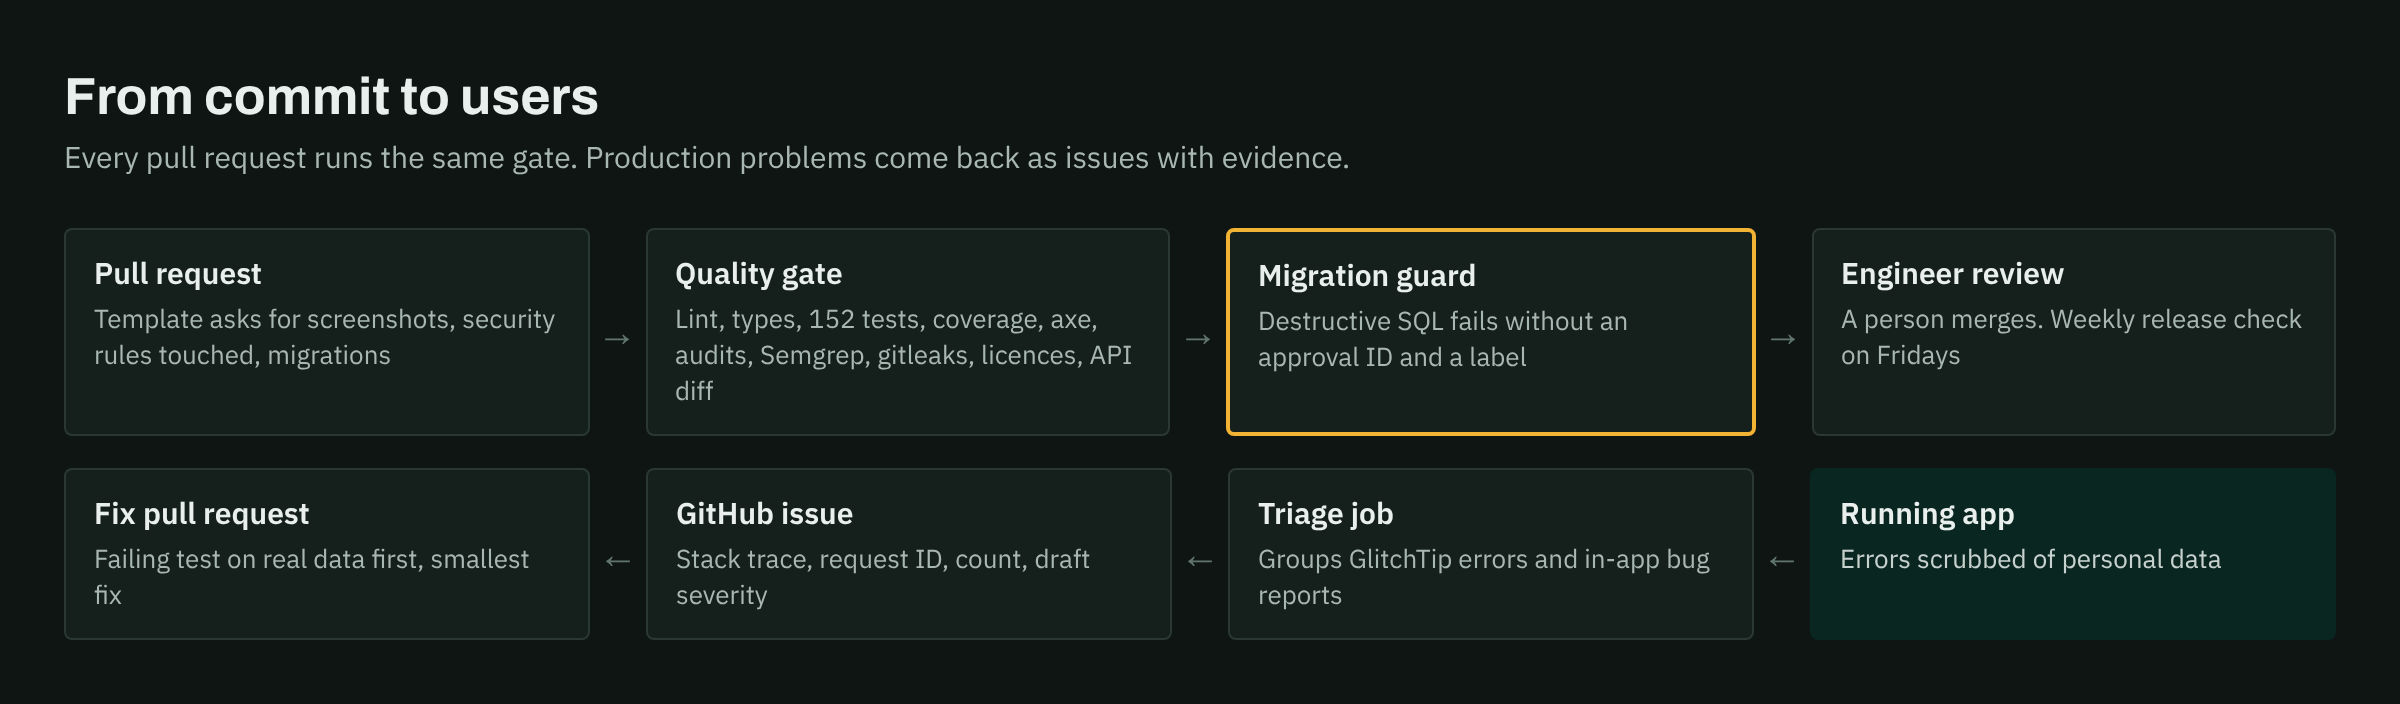 From commit to users
Every pull request runs the same gate. Production problems come back as issues with evidence.
Pull request
Template asks for screenshots, security
rules touched, migrations
→
Quality gate
Lint, types, 152 tests, coverage, axe,
audits, Semgrep, gitleaks, licences, API
diff
→
Migration guard
Destructive SQL fails without an
approval ID and a label
→
Engineer review
A person merges. Weekly release check
on Fridays
Fix pull request
Failing test on real data first, smallest
fix
←
GitHub issue
Stack trace, request ID, count, draft
severity
←
Triage job
Groups GlitchTip errors and in-app bug
reports
←
Running app
Errors scrubbed of personal data